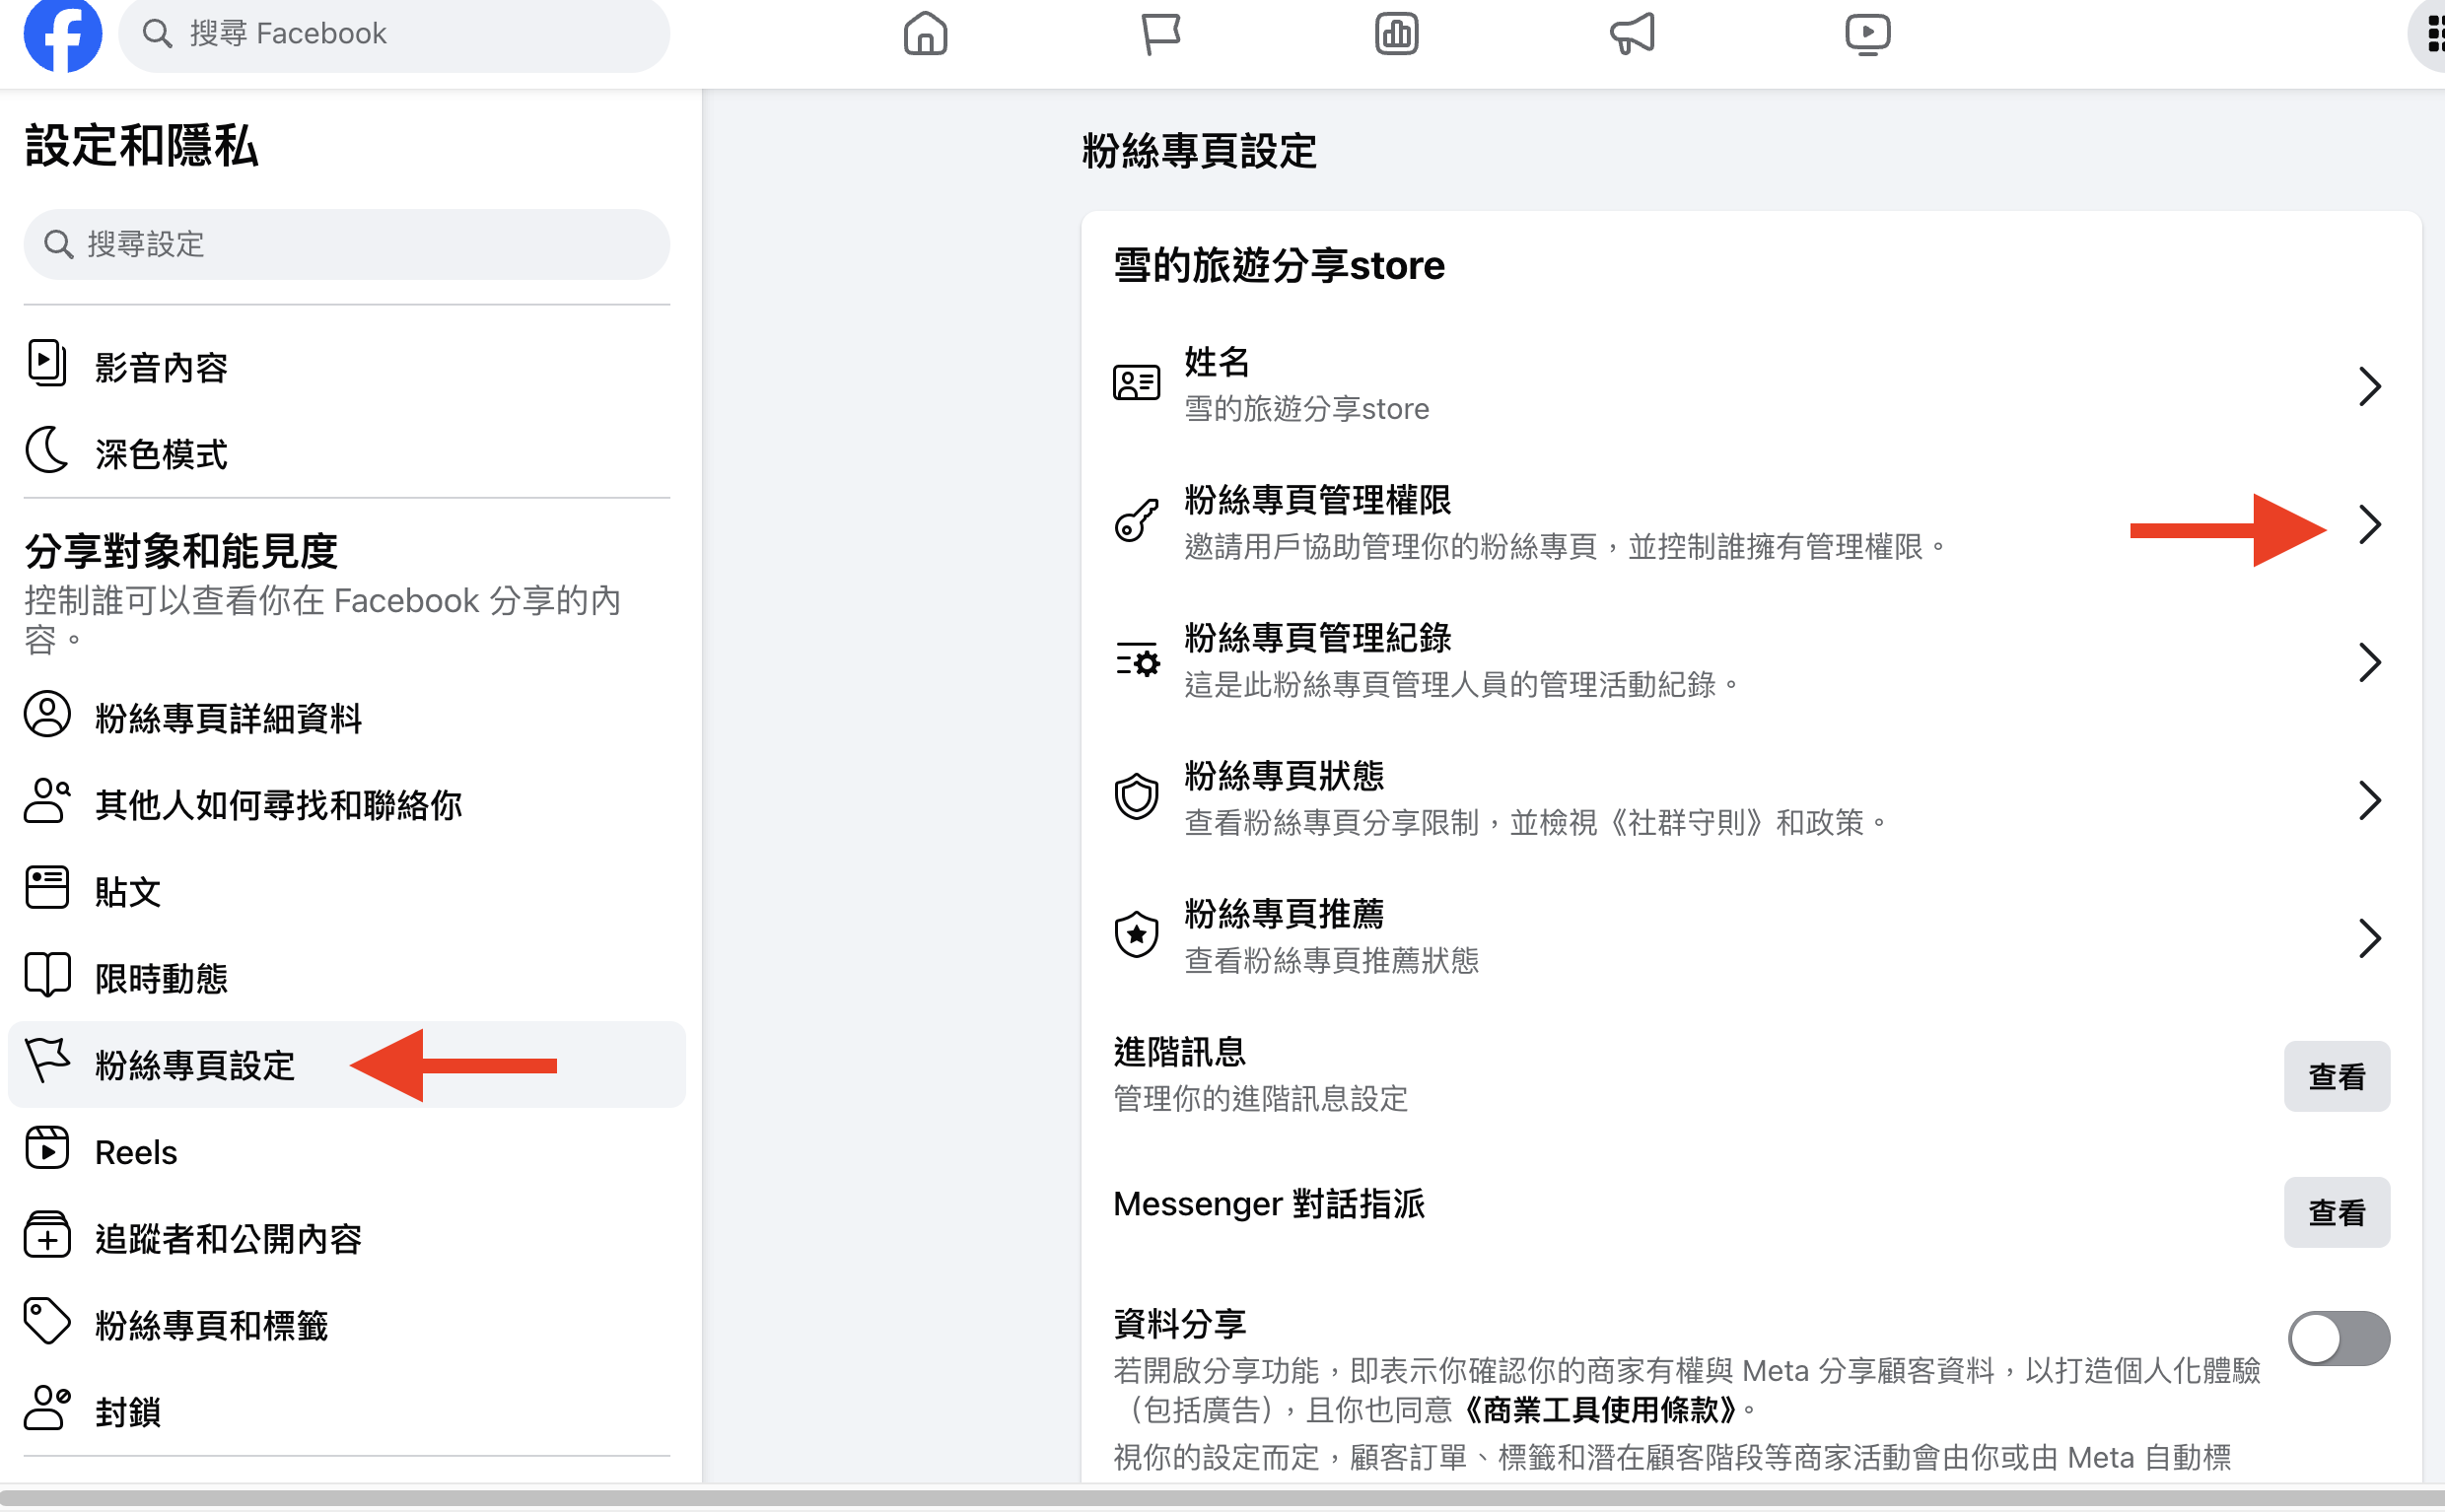 搜尋 Facebook
設定和隱私
搜尋設定
影音內容
深色模式
分享對象和能見度
控制誰可以查看你在 Facebook 分享的內
容。
粉絲專頁詳細資料
其他人如何尋找和聯絡你
貼文
限時動態
粉絲專頁設定
Reels
追蹤者和公開內容
粉絲專頁和標籤
封鎖
粉絲專頁設定
雪的旅遊分享store
姓名
雪的旅遊分享store
粉絲專頁管理權限
邀請用戶協助管理你的粉絲專頁，並控制誰擁有管理權限。
粉絲專頁管理紀錄
這是此粉絲專頁管理人員的管理活動紀錄。
粉絲專頁狀態
查看粉絲專頁分享限制，並檢視《社群守則》和政策。
粉絲專頁推薦
查看粉絲專頁推薦狀態
進階訊息
管理你的進階訊息設定
查看
Messenger 對話指派
查看
資料分享
若開啟分享功能，即表示你確認你的商家有權與 Meta 分享顧客資料，以打造個人化體驗
（包括廣告），且你也同意《商業工具使用條款》。
視你的設定而定，顧客訂單、標籤和潛在顧客階段等商家活動會由你或由 Meta 自動標